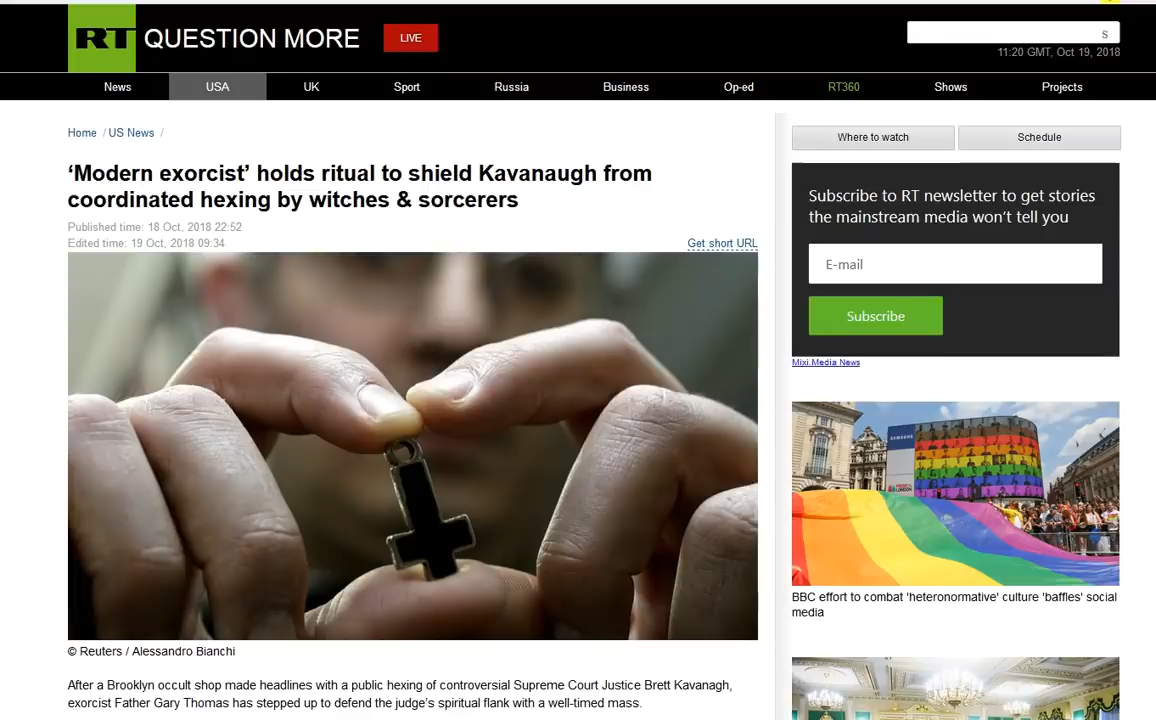 RT QUESTION MORE
LIVE
s
11:20 GMT, Oct 19, 2018
News USA UK Sport Russia Business Op-ed RT360 Shows Projects
Home / US News /
‘Modern exorcist’ holds ritual to shield Kavanaugh from
coordinated hexing by witches & sorcerers
Published time: 18 Oct, 2018 22:52
Edited time: 19 Oct, 2018 09:34
Get short URL
© Reuters / Alessandro Bianchi
After a Brooklyn occult shop made headlines with a public hexing of controversial Supreme Court Justice Brett Kavanagh,
exorcist Father Gary Thomas has stepped up to defend the judge's spiritual flank with a well-timed mass.
Where to watch Schedule
Subscribe to RT newsletter to get stories
the mainstream media won't tell you
E-mail
Subscribe
Mixi.Media News
SAMSUNG
BBC effort to combat 'heteronormative' culture 'baffles' social
media